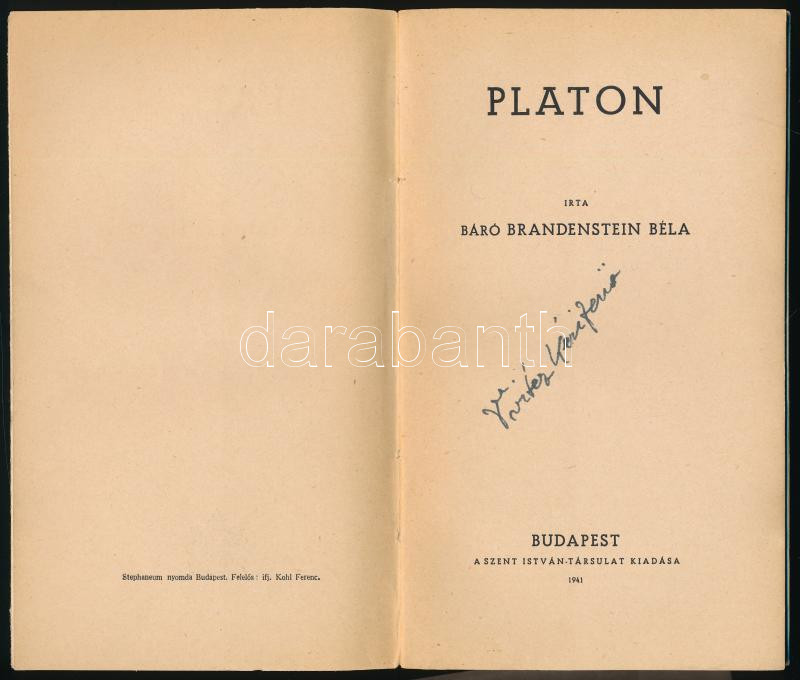 Stephaneum nyomda Budapest. Felelős: ifj. Kohl Ferenc.
PLATON
IRTA
BÁRÓ BRANDENSTEIN BÉLA
darabanth
vitéz
BUDAPEST
A SZENT ISTVÁN-TÁRSULAT KIADÁSA
1941